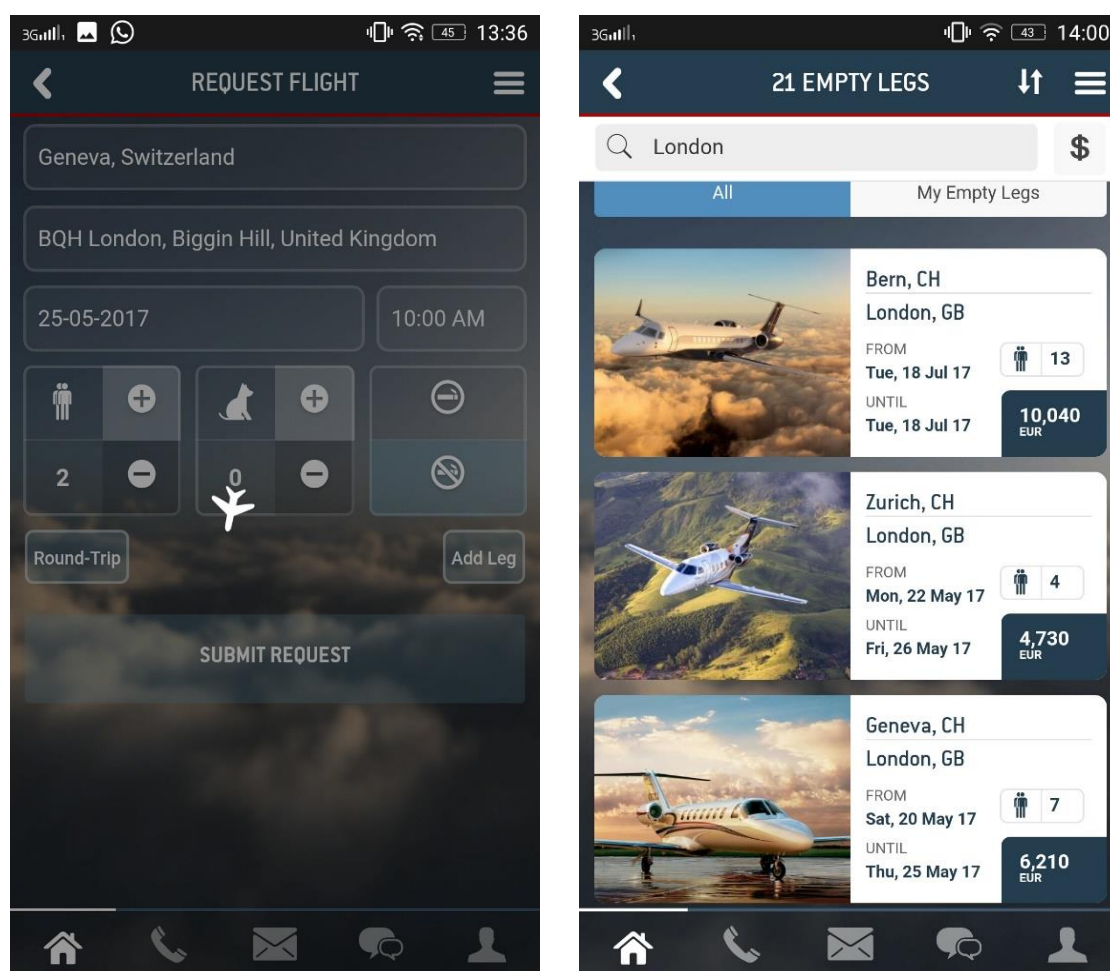 3G 45 13:36
REQUEST FLIGHT
Geneva, Switzerland
BQH London, Biggin Hill, United Kingdom
25-05-2017 10:00 AM
2 0
Round-Trip Add Leg
SUBMIT REQUEST
3G 43 14:00
21 EMPTY LEGS
London $
All My Empty Legs
Bern, CH
London, GB
FROM
Tue, 18 Jul 17 13
UNTIL
Tue, 18 Jul 17 10,040
EUR
Zurich, CH
London, GB
FROM
Mon, 22 May 17 4
UNTIL
Fri, 26 May 17 4,730
EUR
Geneva, CH
London, GB
FROM
Sat, 20 May 17 7
UNTIL
Thu, 25 May 17 6,210
EUR